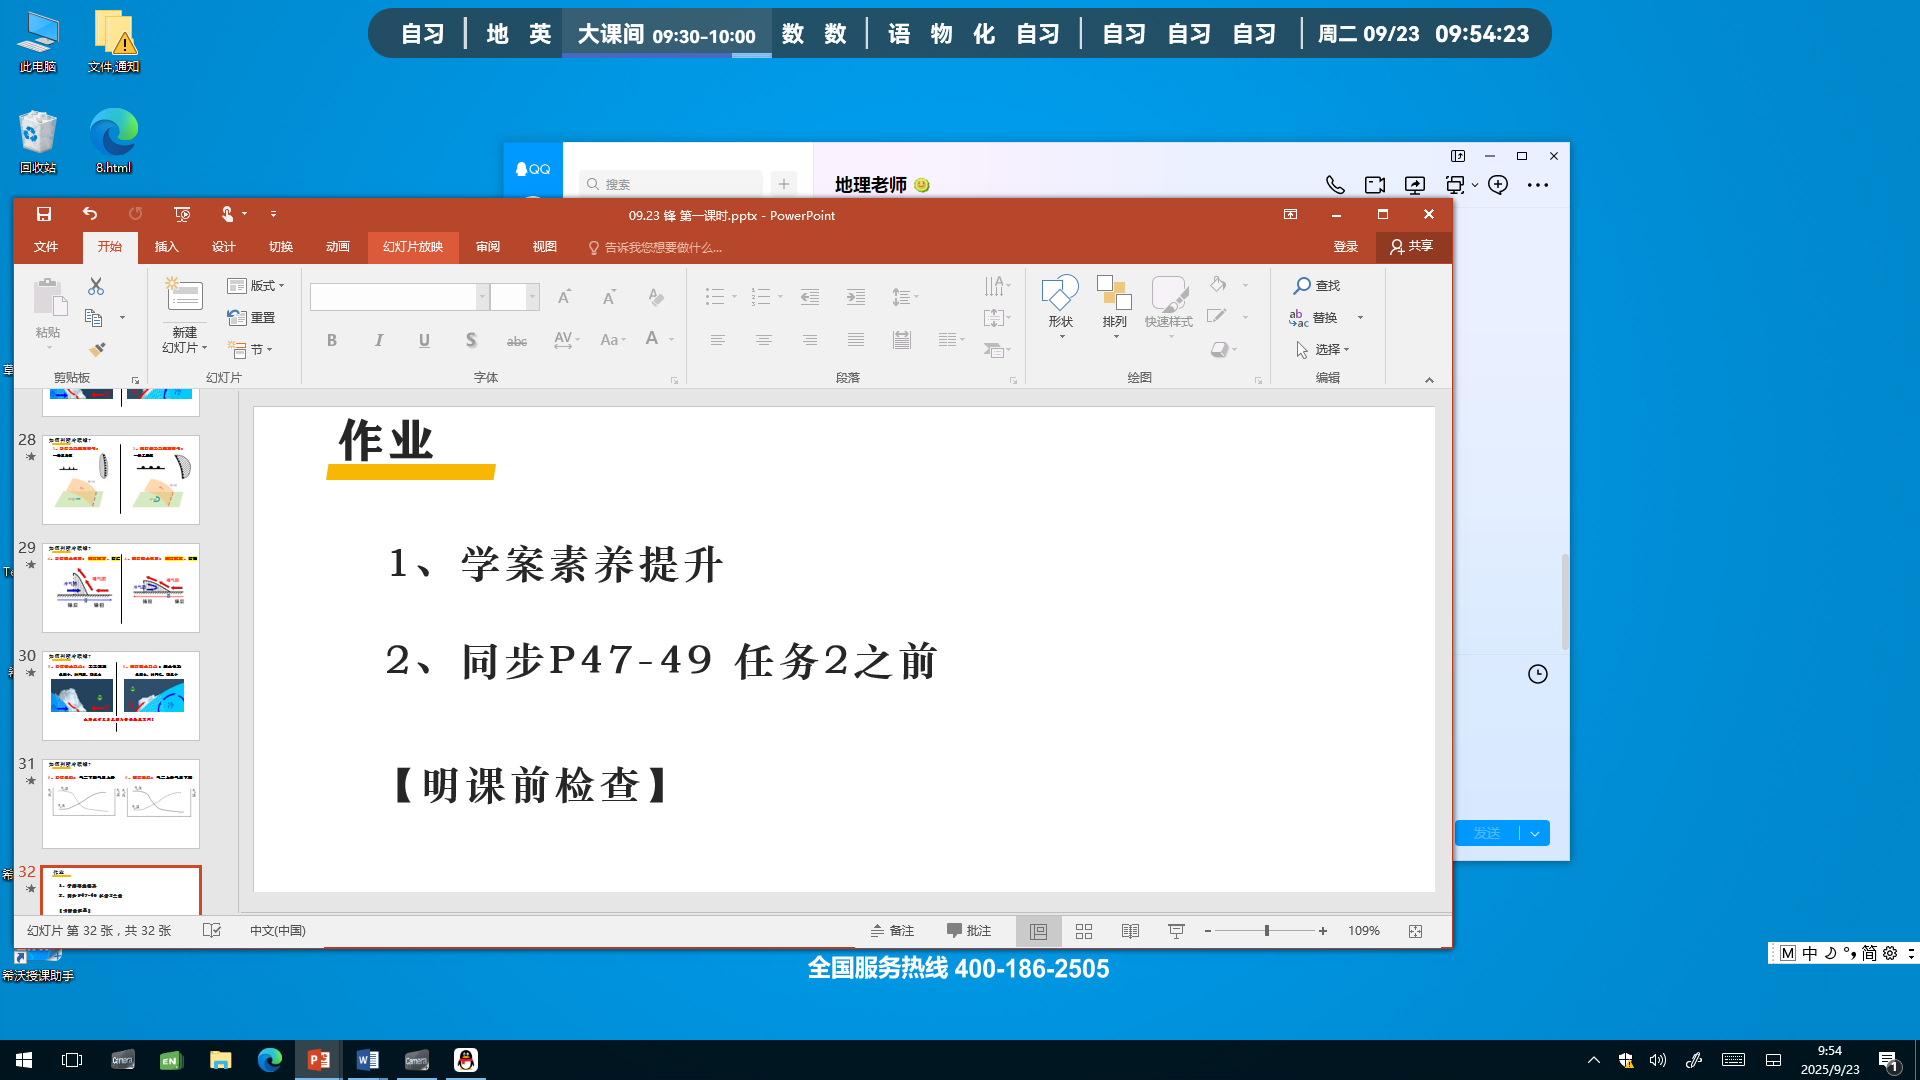 自习 | 地 英 大课间 09:30-10:00 数 数 | 语 物 化 自习 | 自习 自习 自习 | 周二 09/23 09:54:23
此电脑
文件,通知
回收站
8.html
QQ
搜索
地理老师
09.23 锋 第一课时.pptx - PowerPoint
文件 开始 插入 设计 切换 动画 幻灯片放映 审阅 视图 告诉我您想要做什么... 登录 共享
粘贴
剪贴板
新建
幻灯片
版式
重置
节
幻灯片
B I U S abc AV Aa A
字体
段落
形状
排列
快速样式
绘图
查找
替换
选择
编辑
28
29
30
31
32
作业
1、学案素养提升
2、同步P47-49 任务2之前
【明课前检查】
发送
幻灯片 第 32 张，共 32 张
中文(中国)
备注
批注
109%
希沃授课助手
全国服务热线 400-186-2505
M 中 简
Camera
EN
Camera
9:54
2025/9/23
1